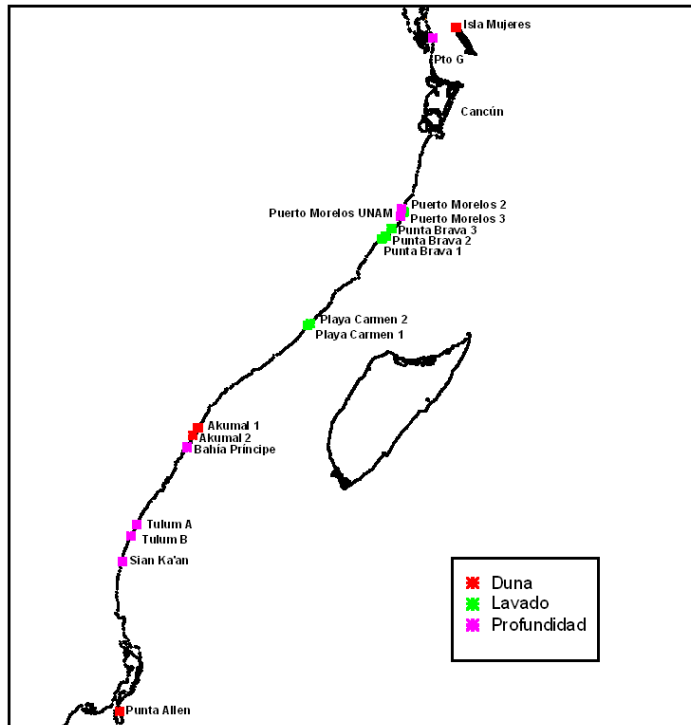 Isla Mujeres
Pto G
Cancún
Puerto Morelos 2
Puerto Morelos UNAM
Puerto Morelos 3
Punta Brava 3
Punta Brava 2
Punta Brava 1
Playa Carmen 2
Playa Carmen 1
Akumal 1
Akumal 2
Bahía Príncipe
Tulum A
Tulum B
Sian Ka'an
Duna
Lavado
Profundidad
Punta Allen